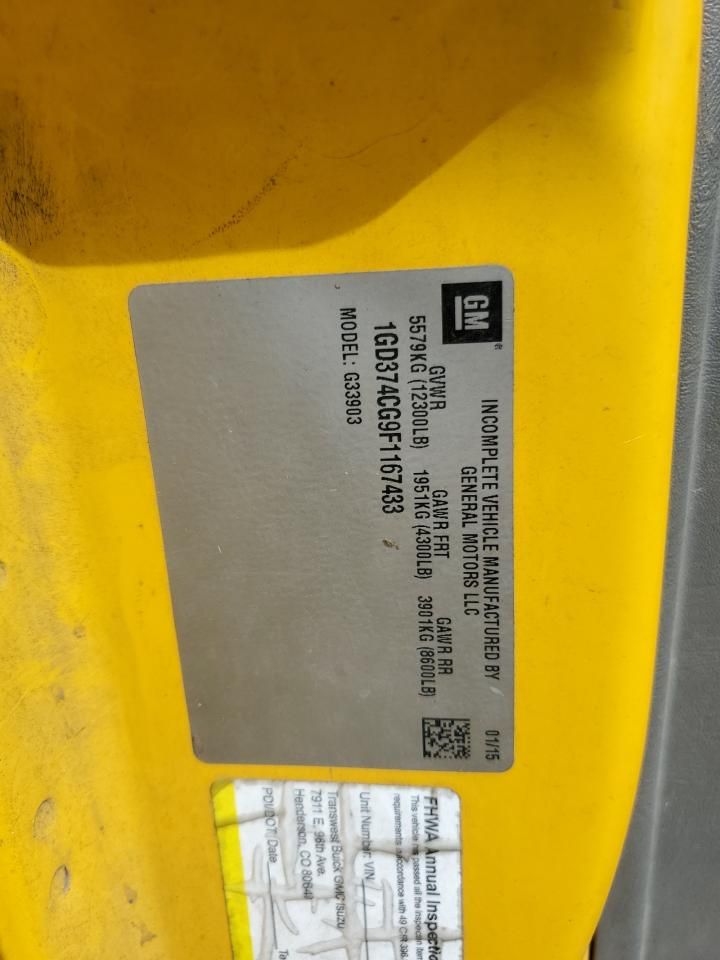 GM
INCOMPLETE VEHICLE MANUFACTURED BY
GENERAL MOTORS LLC
01/15
GVWR GAWR FRT GAWR RR
5579KG (12300LB) 1951KG (4300LB) 3901KG (8600LB)
1GD374CG9F1167433
MODEL: G33903
FHWA Annual Inspectio
This vehicle has passed all the inspection item
requirements in accordance with 49 CFR 396.
Unit Number: VIN
Transwest Buick GMC Isuzu
7911 E. 96th Ave.
Henderson, CO 80640
PDI/DOT Date